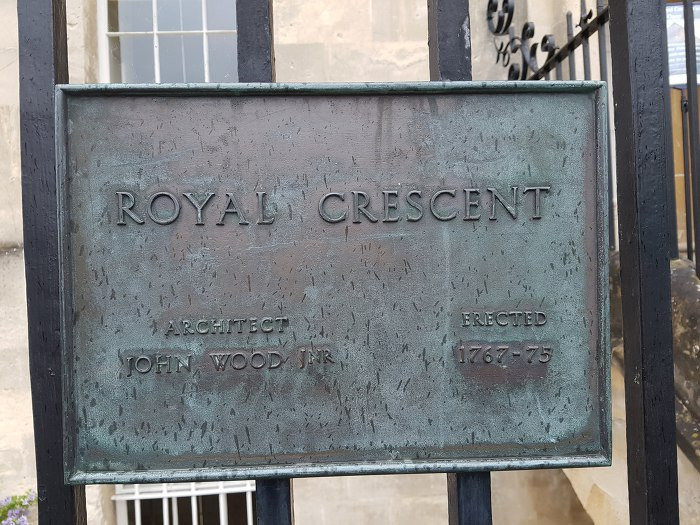 ROYAL CRESCENT
ARCHITECT
JOHN WOOD JNR
ERECTED
1767-75